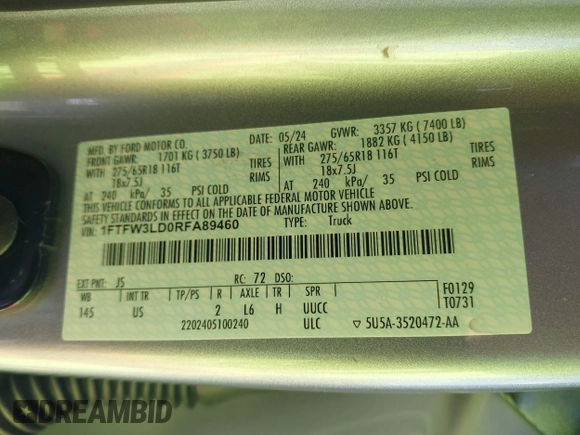 MFD. BY FORD MOTOR CO.
DATE: 05/24 GVWR: 3357 KG ( 7400 LB)
FRONT GAWR: 1701 KG ( 3750 LB) REAR GAWR: 1882 KG ( 4150 LB)
WITH 275/65R18 116T TIRES WITH 275/65R18 116T TIRES
18x7.5J RIMS 18x7.5J RIMS
AT 240 kPa/ 35 PSI COLD AT 240 kPa/ 35 PSI COLD
THIS VEHICLE CONFORMS TO ALL APPLICABLE FEDERAL MOTOR VEHICLE
SAFETY STANDARDS IN EFFECT ON THE DATE OF MANUFACTURE SHOWN ABOVE.
VIN: 1FTFW3LD0RFA89460 TYPE: Truck
EXT PNT: JS RC: 72 DSO: F0129
WB INT TR TP/PS R AXLE TR SPR T0731
145 US 2 L6 H UUCC
2202405100240 ULC ▽ 5U5A-3520472-AA
DREAMBID